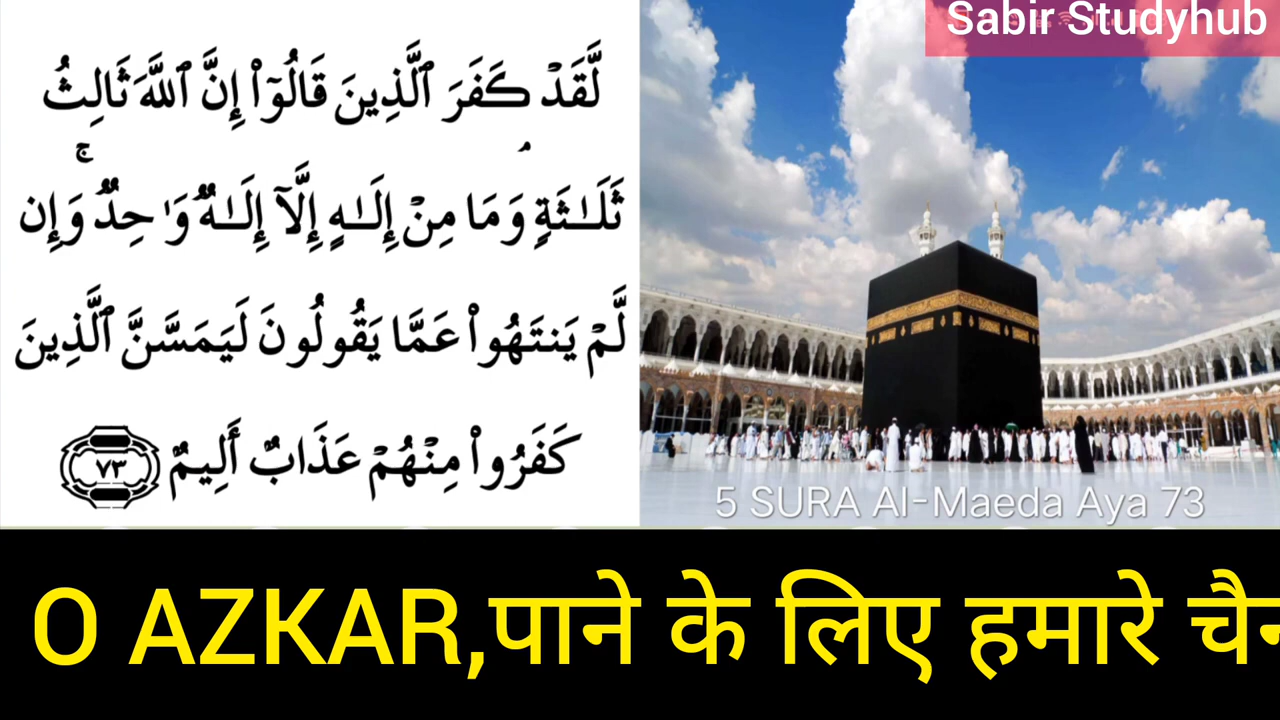 Sabir Studyhub
لَّقَدْ كَفَرَ ٱلَّذِينَ قَالُوٓا۟ إِنَّ ٱللَّهَ ثَالِثُ
ثَلَـٰثَةٍ ۘ وَمَا مِنْ إِلَـٰهٍ إِلَّآ إِلَـٰهٌ وَٰحِدٌ ۚ وَإِن
لَّمْ يَنتَهُوا۟ عَمَّا يَقُولُونَ لَيَمَسَّنَّ ٱلَّذِينَ
كَفَرُوا۟ مِنْهُمْ عَذَابٌ أَلِيمٌ ٧٣
5 SURA Al-Maeda Aya 73
O AZKAR,पाने के लिए हमारे